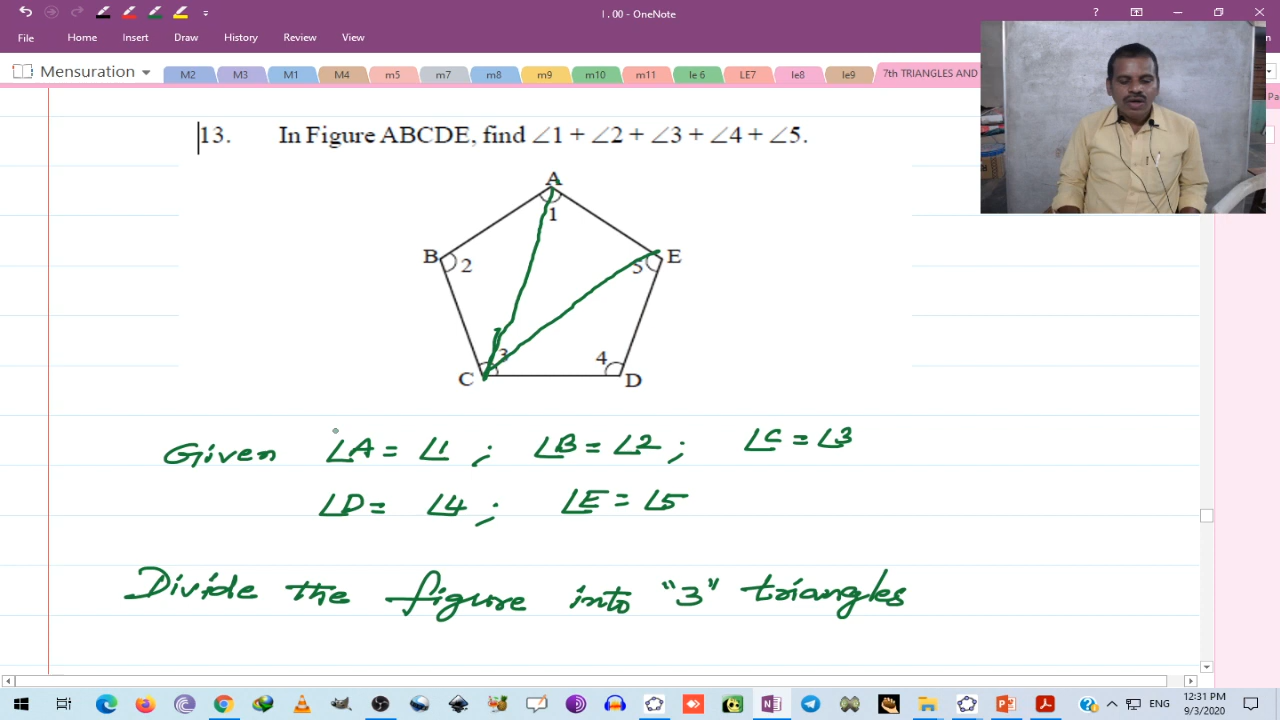 1.00 - OneNote
File Home Insert Draw History Review View
Mensuration M2 M3 M1 M4 m5 m7 m8 m9 m10 m11 le 6 LE7 le8 le9 7th TRIANGLES AND
13. In Figure ABCDE, find ∠1 + ∠2 + ∠3 + ∠4 + ∠5.
A
1
B 2 5 E
3 4
C D
Given ∠A = ∠1 ; ∠B = ∠2 ; ∠C = ∠3
∠D = ∠4 ; ∠E = ∠5
Divide the figure into "3" triangles
ENG 12:31 PM
9/3/2020